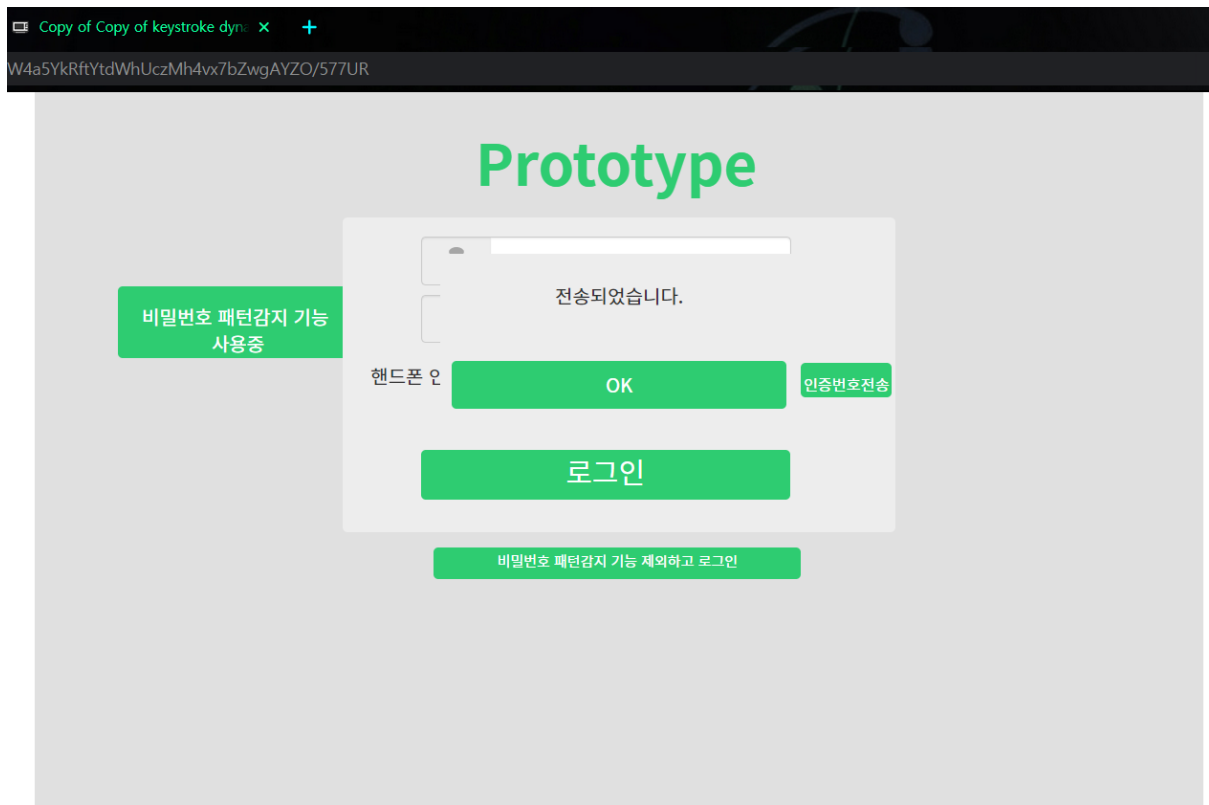 Copy of Copy of keystroke dyna
W4a5YkRftYtdWhUczMh4vx7bZwgAYZO/577UR
Prototype
비밀번호 패턴감지 기능
사용중
전송되었습니다.
핸드폰
OK
인증번호전송
로그인
비밀번호 패턴감지 기능 제외하고 로그인